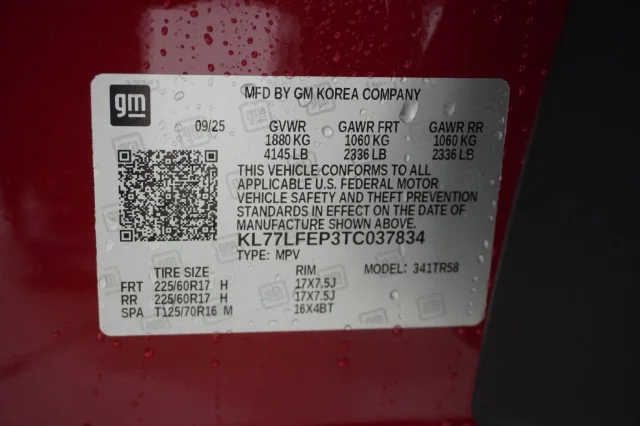 gm
MFD BY GM KOREA COMPANY
09/25 GVWR GAWR FRT GAWR RR
1880 KG 1060 KG 1060 KG
4145 LB 2336 LB 2336 LB
THIS VEHICLE CONFORMS TO ALL
APPLICABLE U.S. FEDERAL MOTOR
VEHICLE SAFETY AND THEFT PREVENTION
STANDARDS IN EFFECT ON THE DATE OF
MANUFACTURE SHOWN ABOVE.
KL77LFEP3TC037834
TYPE: MPV MODEL: 341TR58
TIRE SIZE RIM
FRT 225/60R17 H 17X7.5J
RR 225/60R17 H 17X7.5J
SPA T125/70R16 M 16X4BT